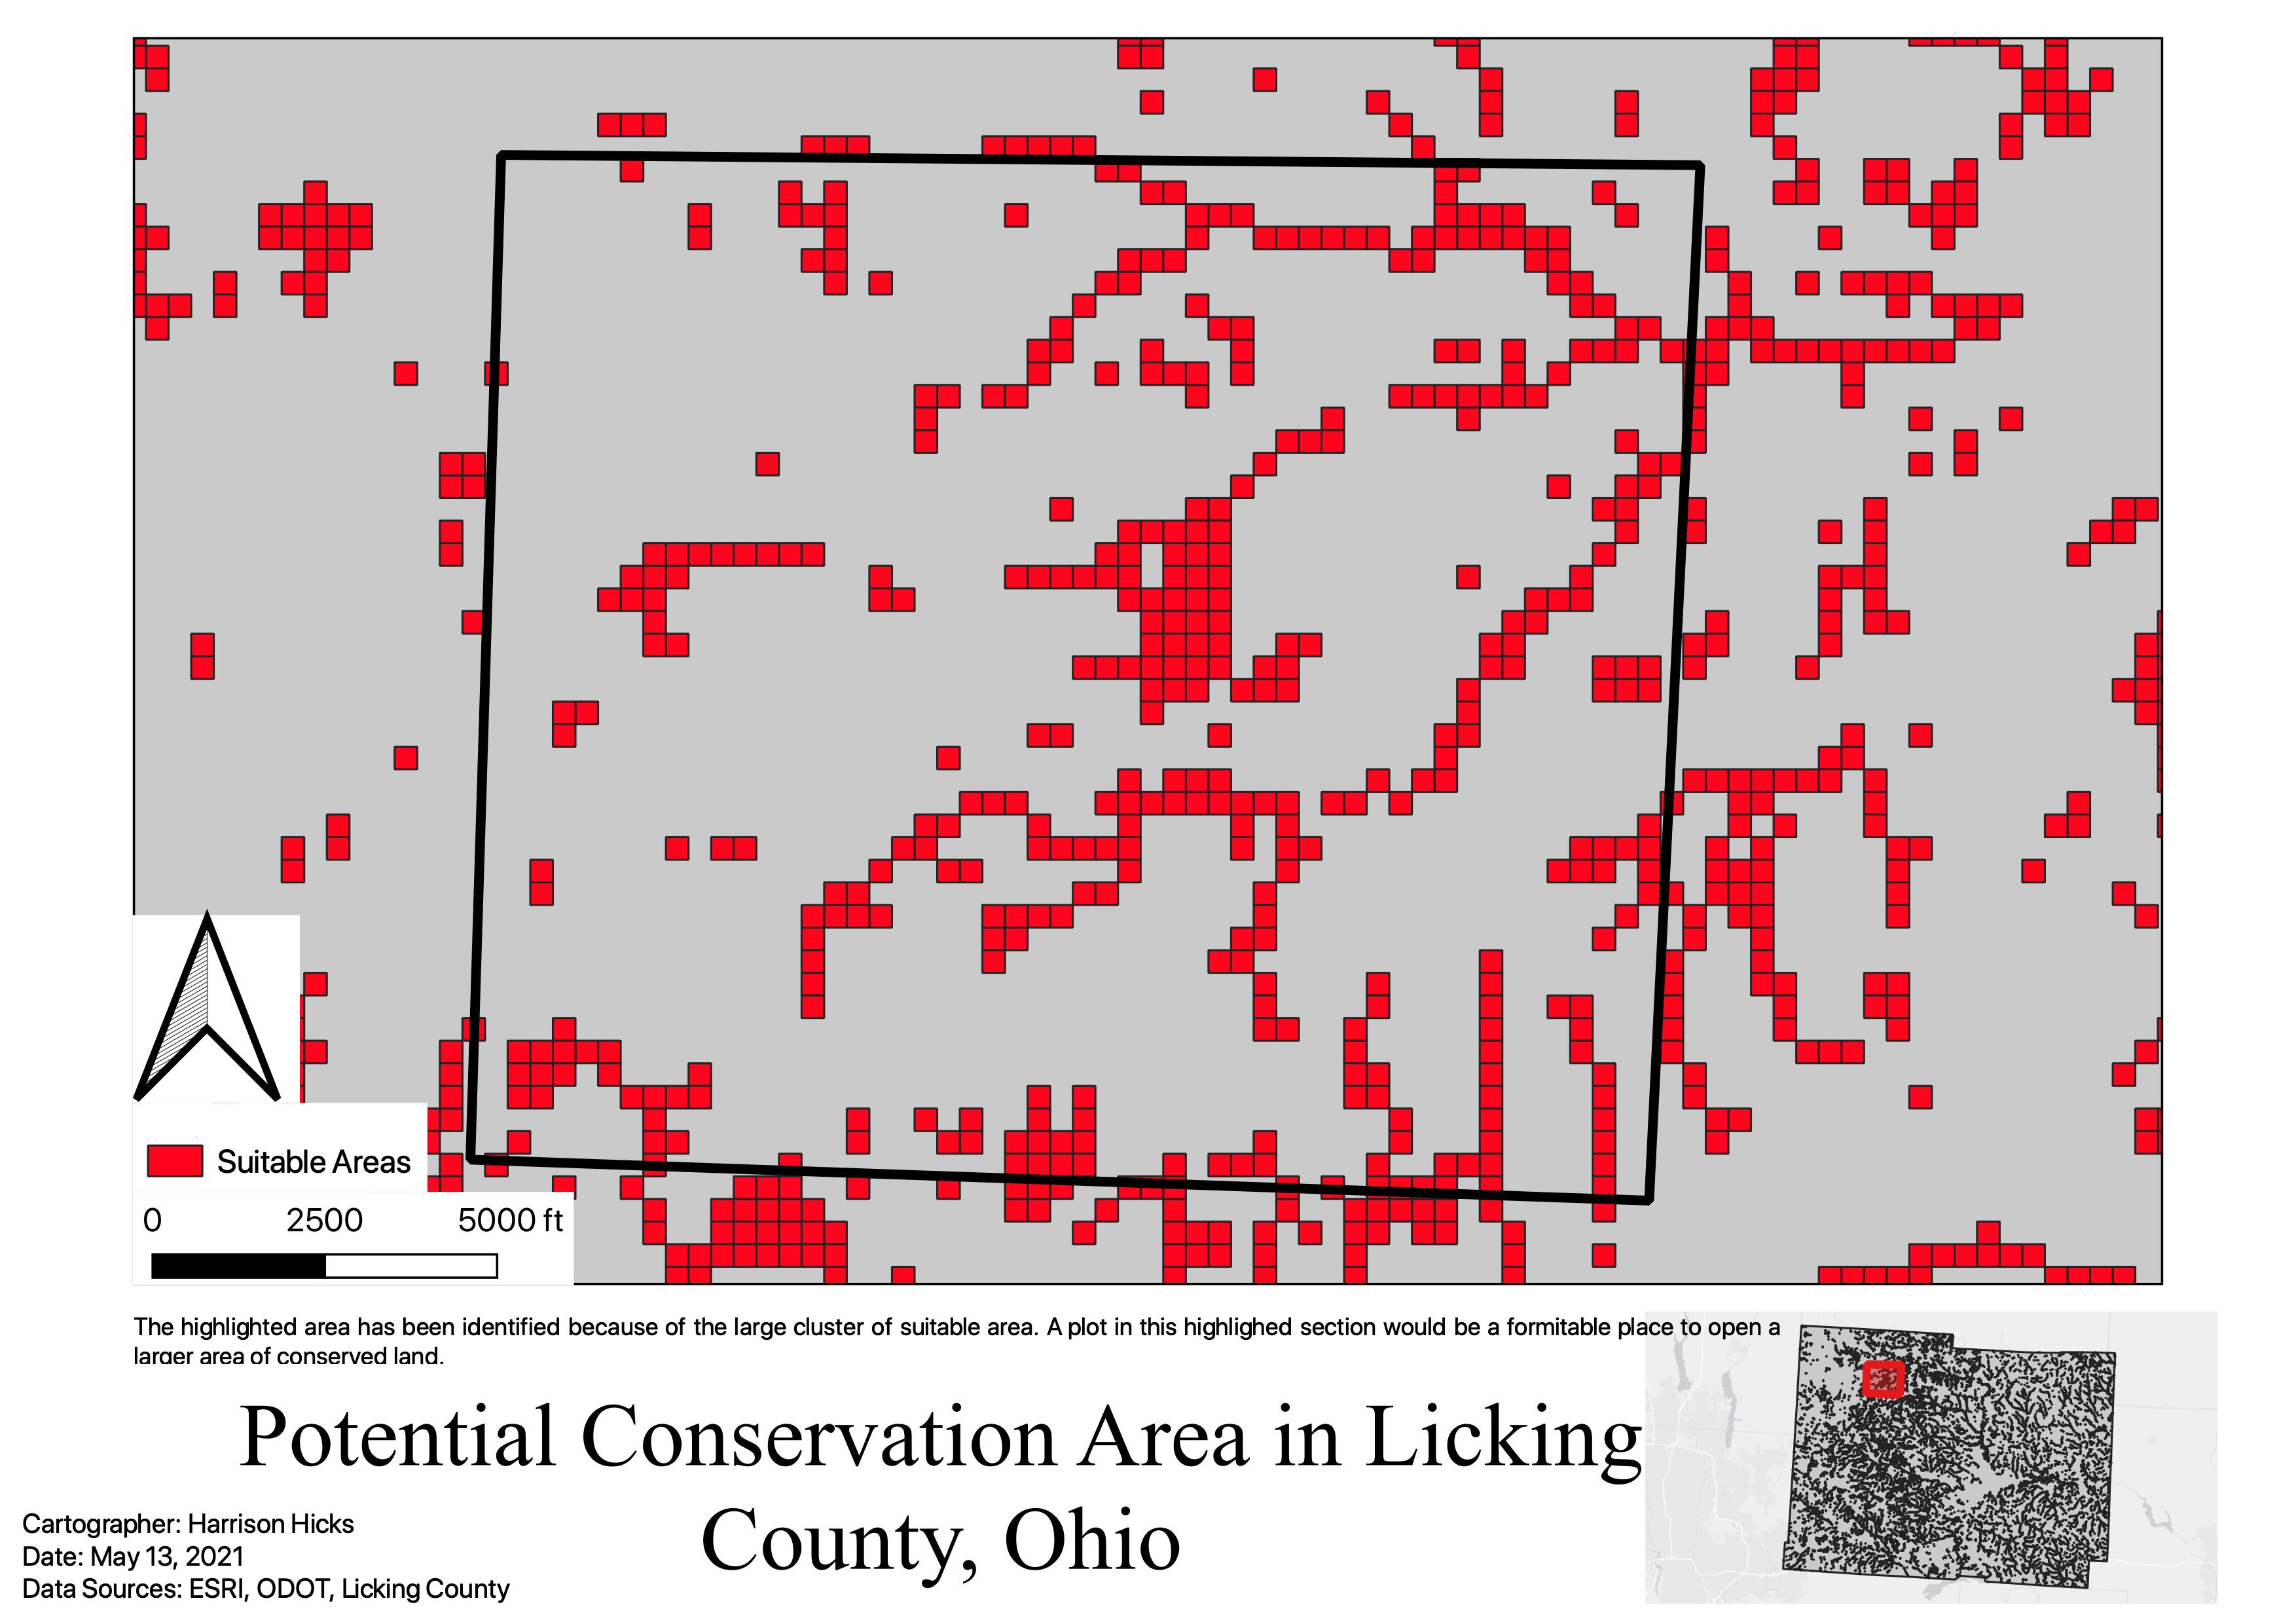 Suitable Areas
0 2500 5000 ft
The highlighted area has been identified because of the large cluster of suitable area. A plot in this highlighed section would be a formitable place to open a
larger area of conserved land.
Potential Conservation Area in Licking
County, Ohio
Cartographer: Harrison Hicks
Date: May 13, 2021
Data Sources: ESRI, ODOT, Licking County